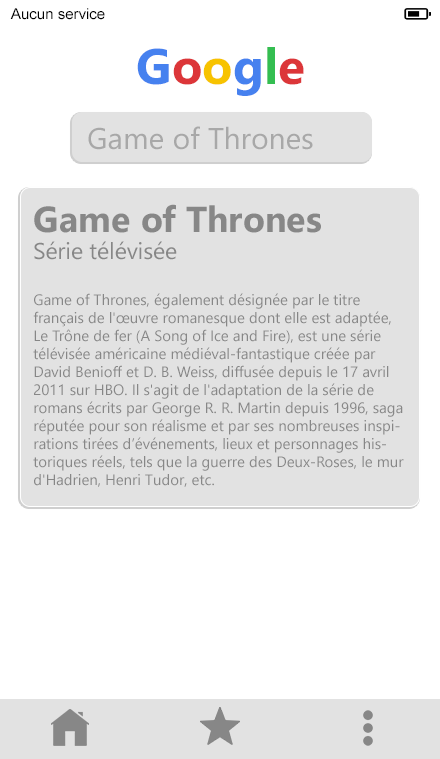 Aucun service
Google
Game of Thrones
Game of Thrones
Série télévisée
Game of Thrones, également désignée par le titre
français de l'œuvre romanesque dont elle est adaptée,
Le Trône de fer (A Song of Ice and Fire), est une série
télévisée américaine médiéval-fantastique créée par
David Benioff et D. B. Weiss, diffusée depuis le 17 avril
2011 sur HBO. Il s'agit de l'adaptation de la série de
romans écrits par George R. R. Martin depuis 1996, saga
réputée pour son réalisme et par ses nombreuses inspi-
rations tirées d'événements, lieux et personnages his-
toriques réels, tels que la guerre des Deux-Roses, le mur
d'Hadrien, Henri Tudor, etc.